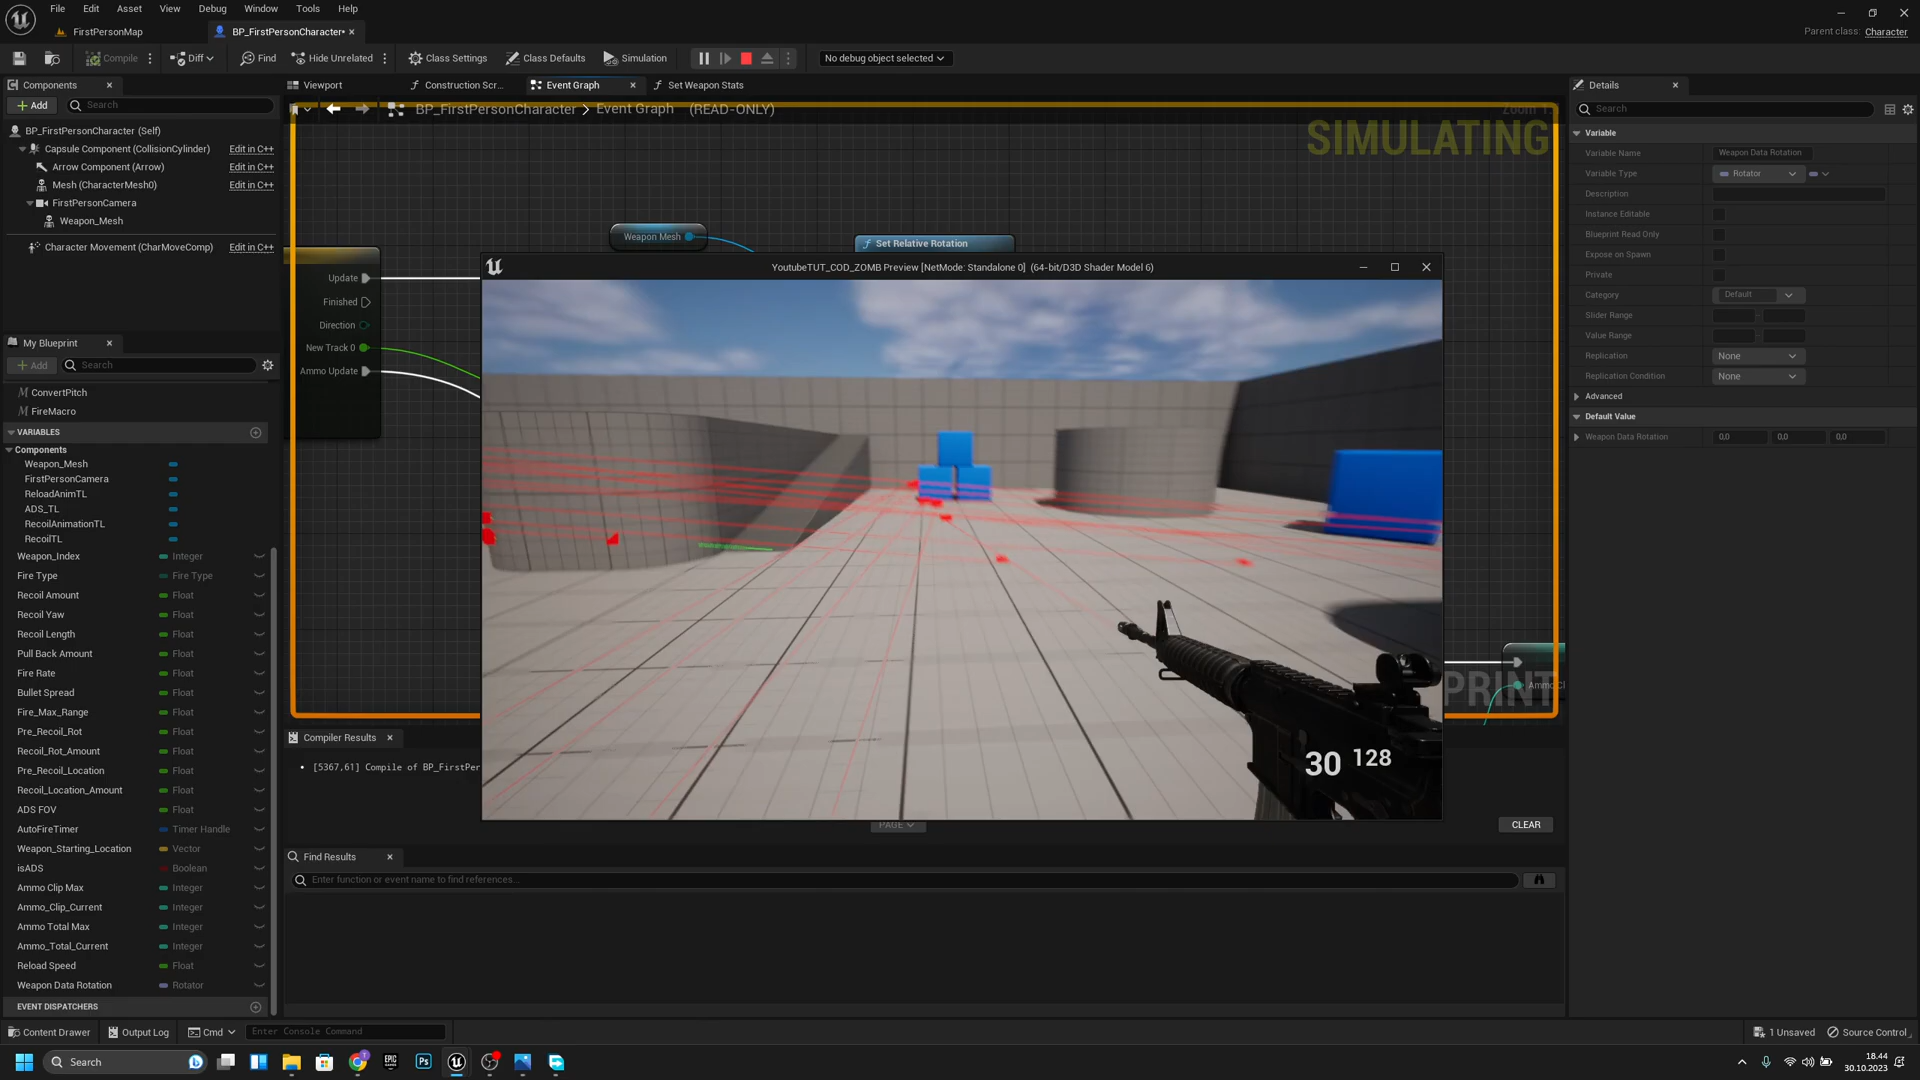 File Edit Asset View Debug Window Tools Help
FirstPersonMap
BP_FirstPersonCharacter*
Parent class: Character
Compile
Diff
Find
Hide Unrelated
Class Settings
Class Defaults
Simulation
No debug object selected
Components
Add
Search
BP_FirstPersonCharacter (Self)
Capsule Component (CollisionCylinder) Edit in C++
Arrow Component (Arrow) Edit in C++
Mesh (CharacterMesh0) Edit in C++
FirstPersonCamera
Weapon_Mesh
Character Movement (CharMoveComp) Edit in C++
My Blueprint
Add
Search
ConvertPitch
FireMacro
VARIABLES
Components
Weapon_Mesh
FirstPersonCamera
ReloadAnimTL
ADS_TL
RecoilAnimationTL
RecoilTL
Weapon_Index Integer
Fire Type Fire Type
Recoil Amount Float
Recoil Yaw Float
Recoil Length Float
Pull Back Amount Float
Fire Rate Float
Bullet Spread Float
Fire_Max_Range Float
Pre_Recoil_Rot Float
Recoil_Rot_Amount Float
Pre_Recoil_Location Float
Recoil_Location_Amount Float
ADS FOV Float
AutoFireTimer Timer Handle
Weapon_Starting_Location Vector
isADS Boolean
Ammo Clip Max Integer
Ammo_Clip_Current Integer
Ammo Total Max Integer
Ammo_Total_Current Integer
Reload Speed Float
Weapon Data Rotation Rotator
EVENT DISPATCHERS
Viewport
Construction Scr...
Event Graph
Set Weapon Stats
BP_FirstPersonCharacter > Event Graph (READ-ONLY)
Zoom 1:
SIMULATING
Weapon Mesh
Set Relative Rotation
Update
Finished
Direction
New Track 0
Ammo Update
YoutubeTUT_COD_ZOMB Preview [NetMode: Standalone 0] (64-bit/D3D Shader Model 6)
30 128
Ammo Cl
PRINT
Compiler Results
[5367,61] Compile of BP_FirstPer
PAGE
CLEAR
Find Results
Enter function or event name to find references...
Details
Search
Variable
Variable Name Weapon Data Rotation
Variable Type Rotator
Description
Instance Editable
Blueprint Read Only
Expose on Spawn
Private
Category Default
Slider Range
Value Range
Replication None
Replication Condition None
Advanced
Default Value
Weapon Data Rotation 0,0 0,0 0,0
Content Drawer
Output Log
Cmd
Enter Console Command
1 Unsaved
Source Control
Search
EPIC GAMES
Ps
18.44
30.10.2023